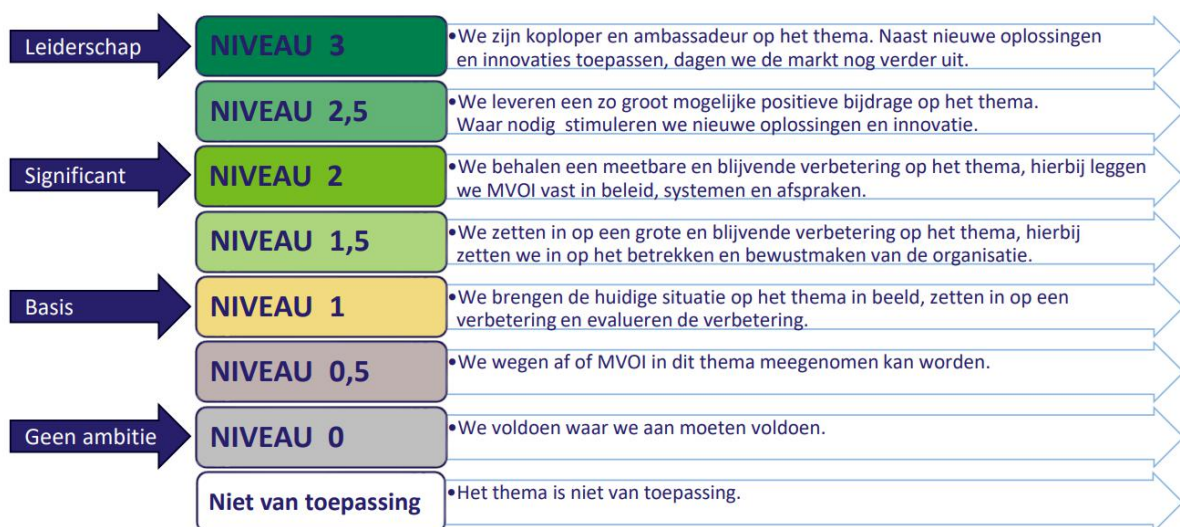 Leiderschap
NIVEAU 3
•We zijn koploper en ambassadeur op het thema. Naast nieuwe oplossingen
en innovaties toepassen, dagen we de markt nog verder uit.
NIVEAU 2,5
•We leveren een zo groot mogelijke positieve bijdrage op het thema.
Waar nodig stimuleren we nieuwe oplossingen en innovatie.
Significant
NIVEAU 2
•We behalen een meetbare en blijvende verbetering op het thema, hierbij leggen
we MVOI vast in beleid, systemen en afspraken.
NIVEAU 1,5
•We zetten in op een grote en blijvende verbetering op het thema, hierbij
zetten we in op het betrekken en bewustmaken van de organisatie.
Basis
NIVEAU 1
•We brengen de huidige situatie op het thema in beeld, zetten in op een
verbetering en evalueren de verbetering.
NIVEAU 0,5
•We wegen af of MVOI in dit thema meegenomen kan worden.
Geen ambitie
NIVEAU 0
•We voldoen waar we aan moeten voldoen.
Niet van toepassing
•Het thema is niet van toepassing.